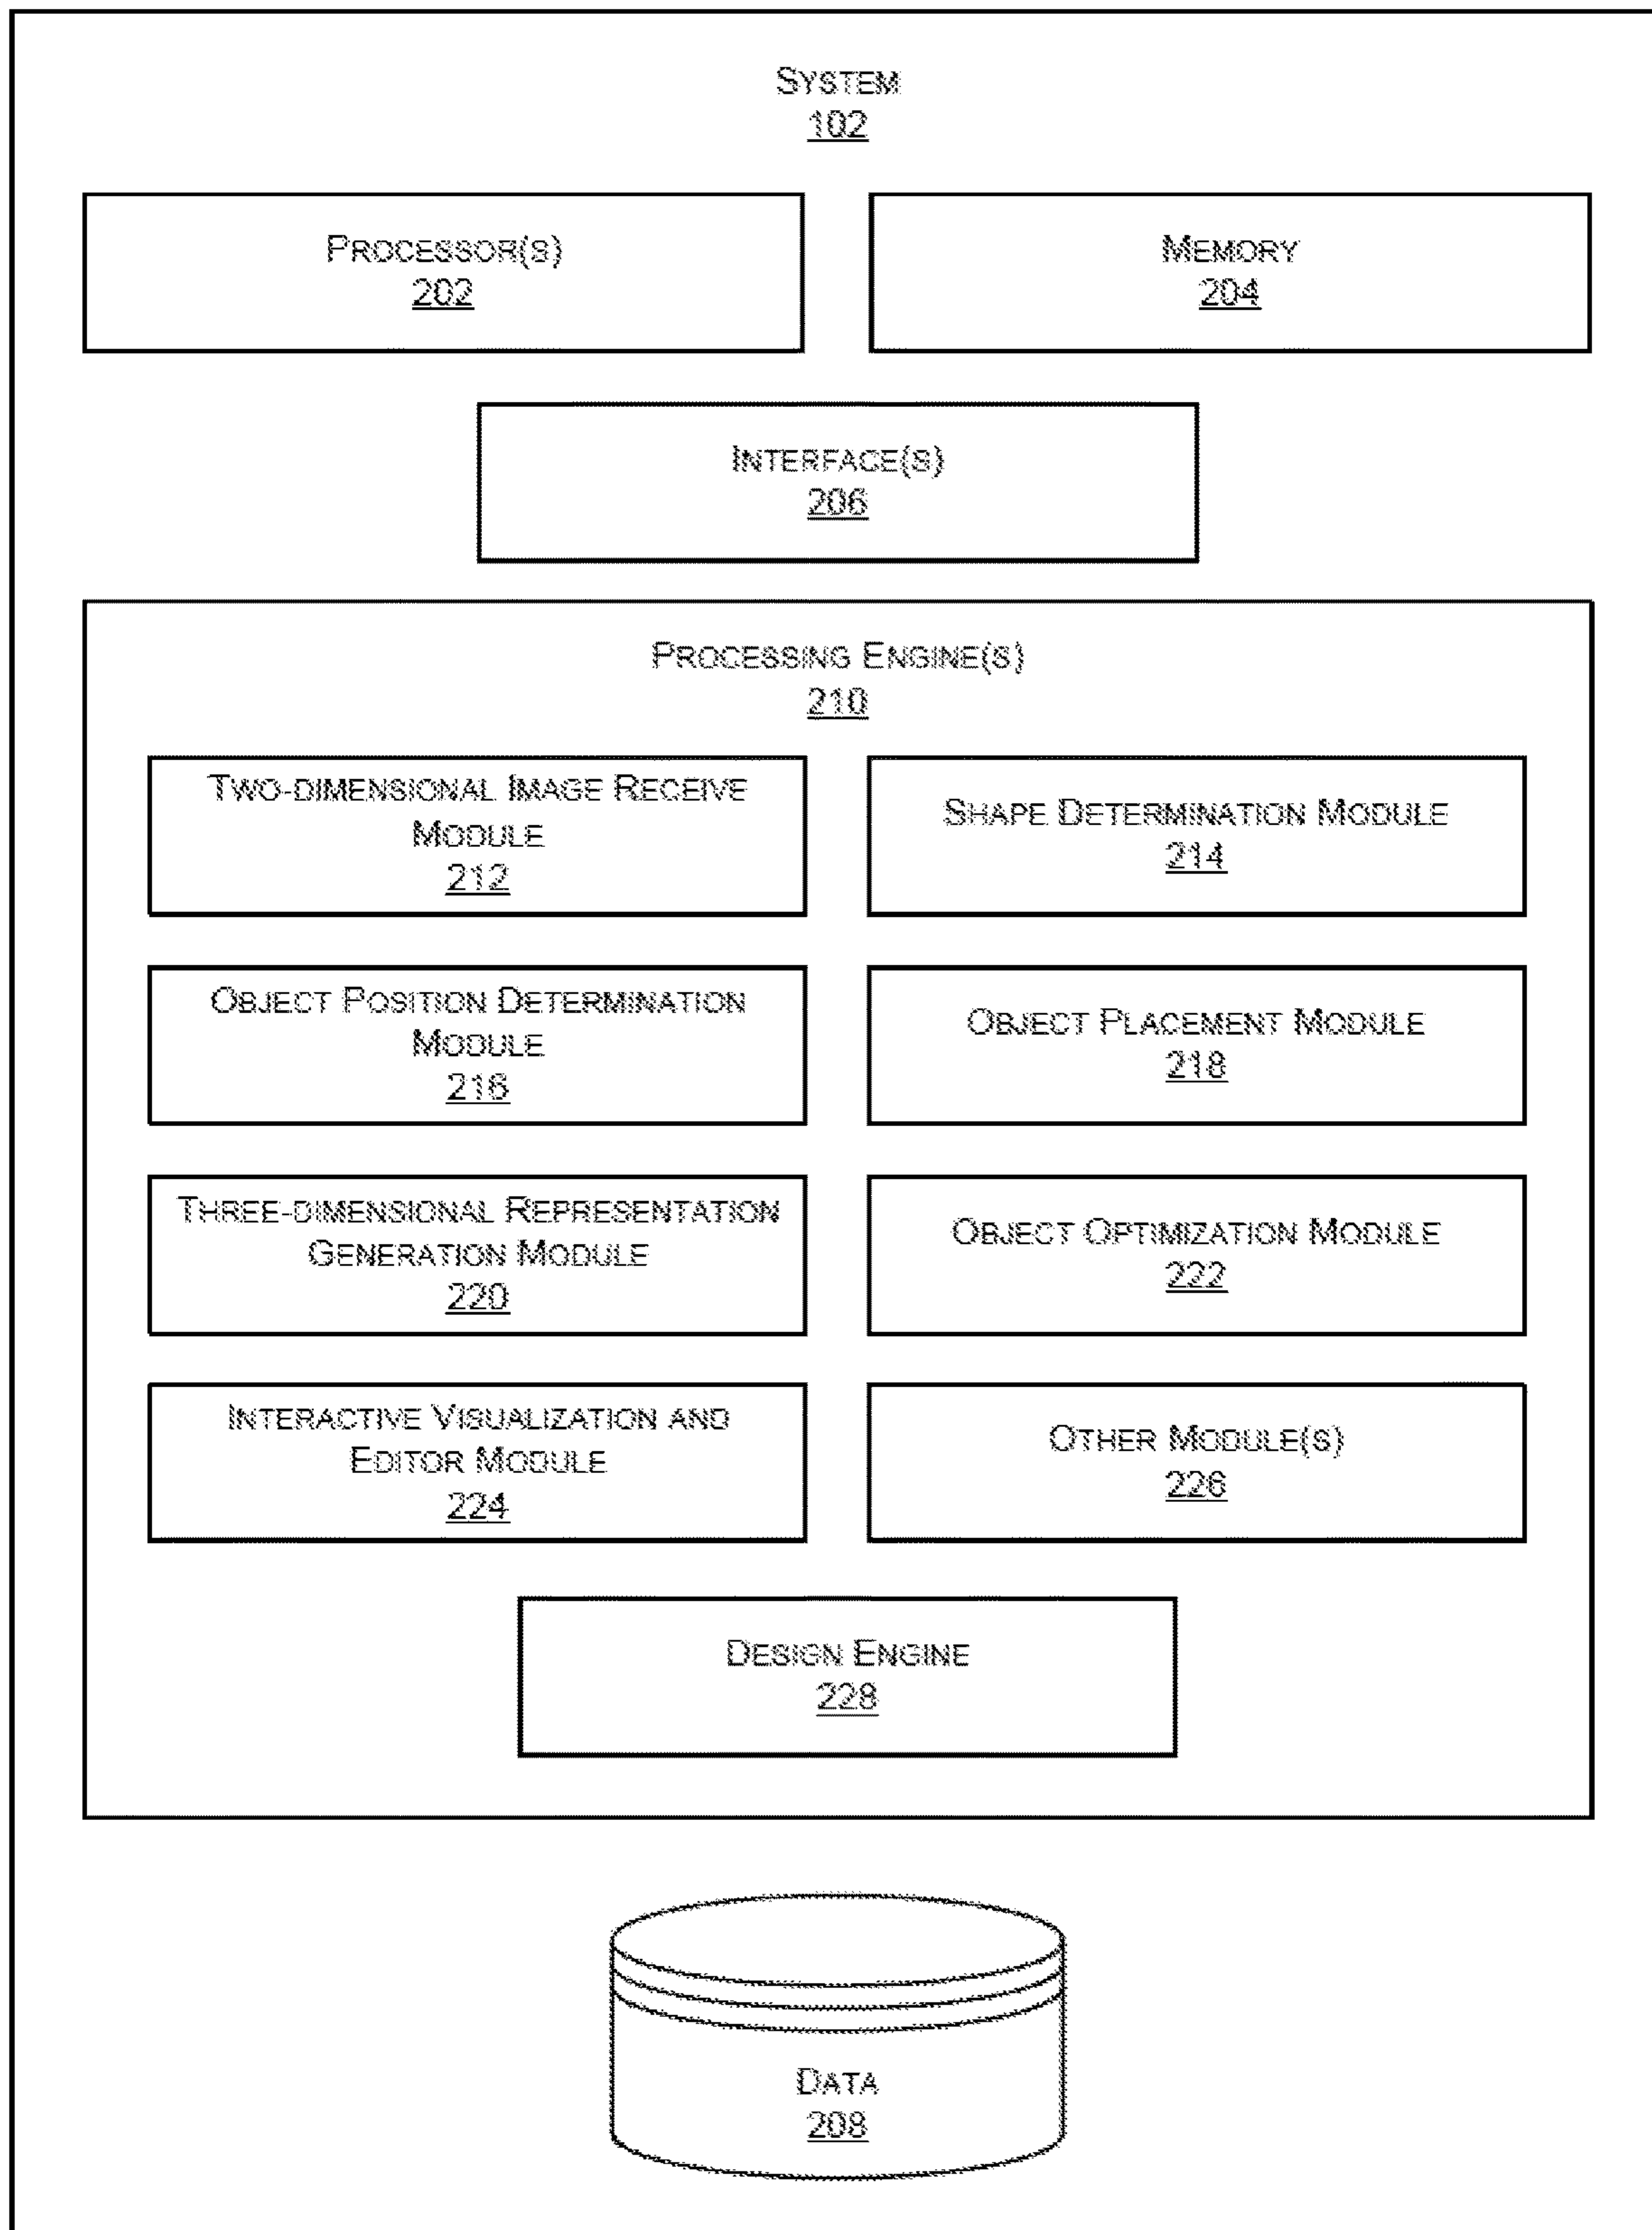 SYSTEM
102
PROCESSOR(S)
202
MEMORY
204
INTERFACE(S)
206
PROCESSING ENGINE(S)
210
TWO-DIMENSIONAL IMAGE RECEIVE
MODULE
212
SHAPE DETERMINATION MODULE
214
OBJECT POSITION DETERMINATION
MODULE
216
OBJECT PLACEMENT MODULE
218
THREE-DIMENSIONAL REPRESENTATION
GENERATION MODULE
220
OBJECT OPTIMIZATION MODULE
222
INTERACTIVE VISUALIZATION AND
EDITOR MODULE
224
OTHER MODULE(S)
226
DESIGN ENGINE
228
DATA
208